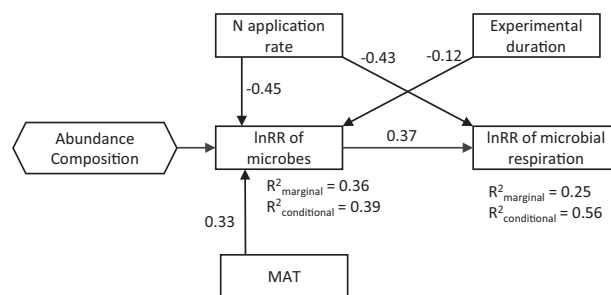 N application
rate
Experimental
duration
-0.43
-0.12
-0.45
Abundance
Composition
lnRR of
microbes
0.37
lnRR of microbial
respiration
R²marginal = 0.36
R²conditional = 0.39
R²marginal = 0.25
R²conditional = 0.56
0.33
MAT